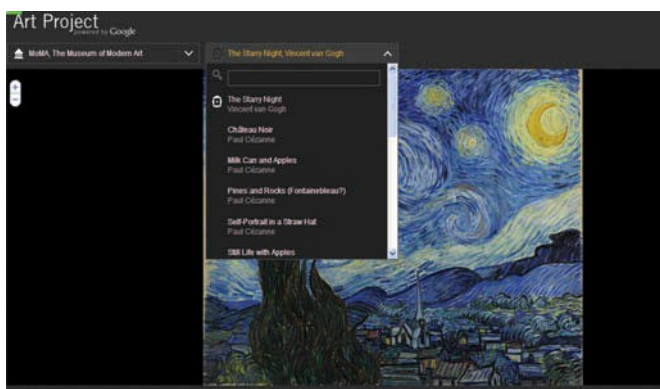 Art Project
powered by Google
MoMA, The Museum of Modern Art
The Starry Night, Vincent van Gogh
The Starry Night
Vincent van Gogh
Château Noir
Paul Cézanne
Milk Can and Apples
Paul Cézanne
Pines and Rocks (Fontainebleau?)
Paul Cézanne
Self-Portrait in a Straw Hat
Paul Cézanne
Still Life with Apples